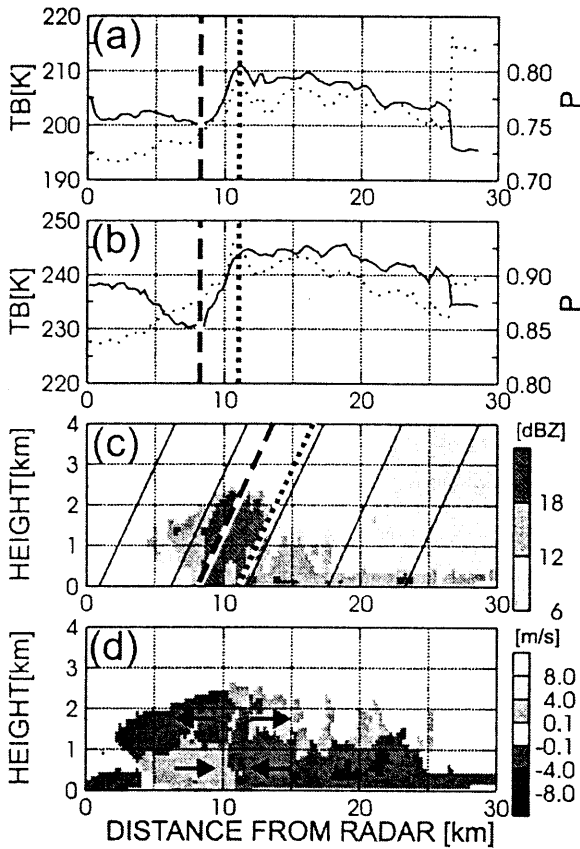 (a)
TB[K]
220
210
200
190
0.80
0.75
0.70
P
0 10 20 30
(b)
TB[K]
250
240
230
220
0.90
0.85
0.80
P
0 10 20 30
(c)
HEIGHT[km]
4
3
2
1
0
0 10 20 30
[dBZ]
18
12
6
(d)
HEIGHT[km]
4
3
2
1
0
0 10 20 30
[m/s]
8.0
4.0
0.1
-0.1
-4.0
-8.0
DISTANCE FROM RADAR [km]